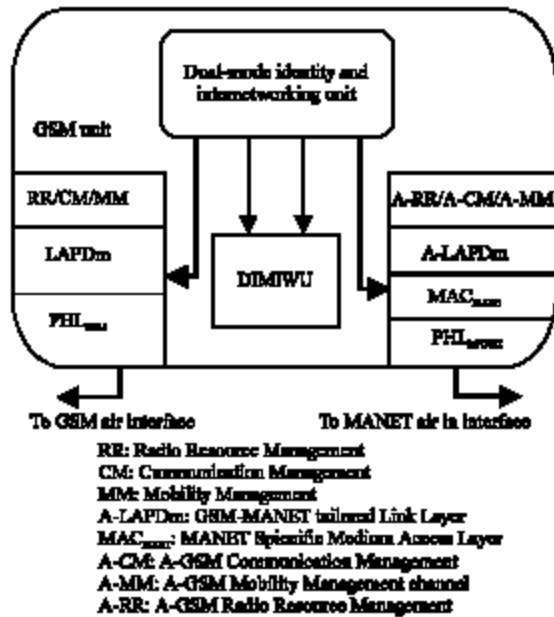 Dual-mode identity and
internetworking unit
GSM unit
RR/CM/MM
A-RR/A-CM/A-MM
LAPDm
A-LAPDm
DIMIWU
MAC
PHL
PHL
To GSM air interface
To MANET air in interface
RR: Radio Resource Management
CM: Communication Management
MM: Mobility Management
A-LAPDm: GSM-MANET tailored Link Layer
MAC: MANET Specific Medium Access Layer
A-CM: A-GSM Communication Management
A-MM: A-GSM Mobility Management channel
A-RR: A-GSM Radio Resource Management